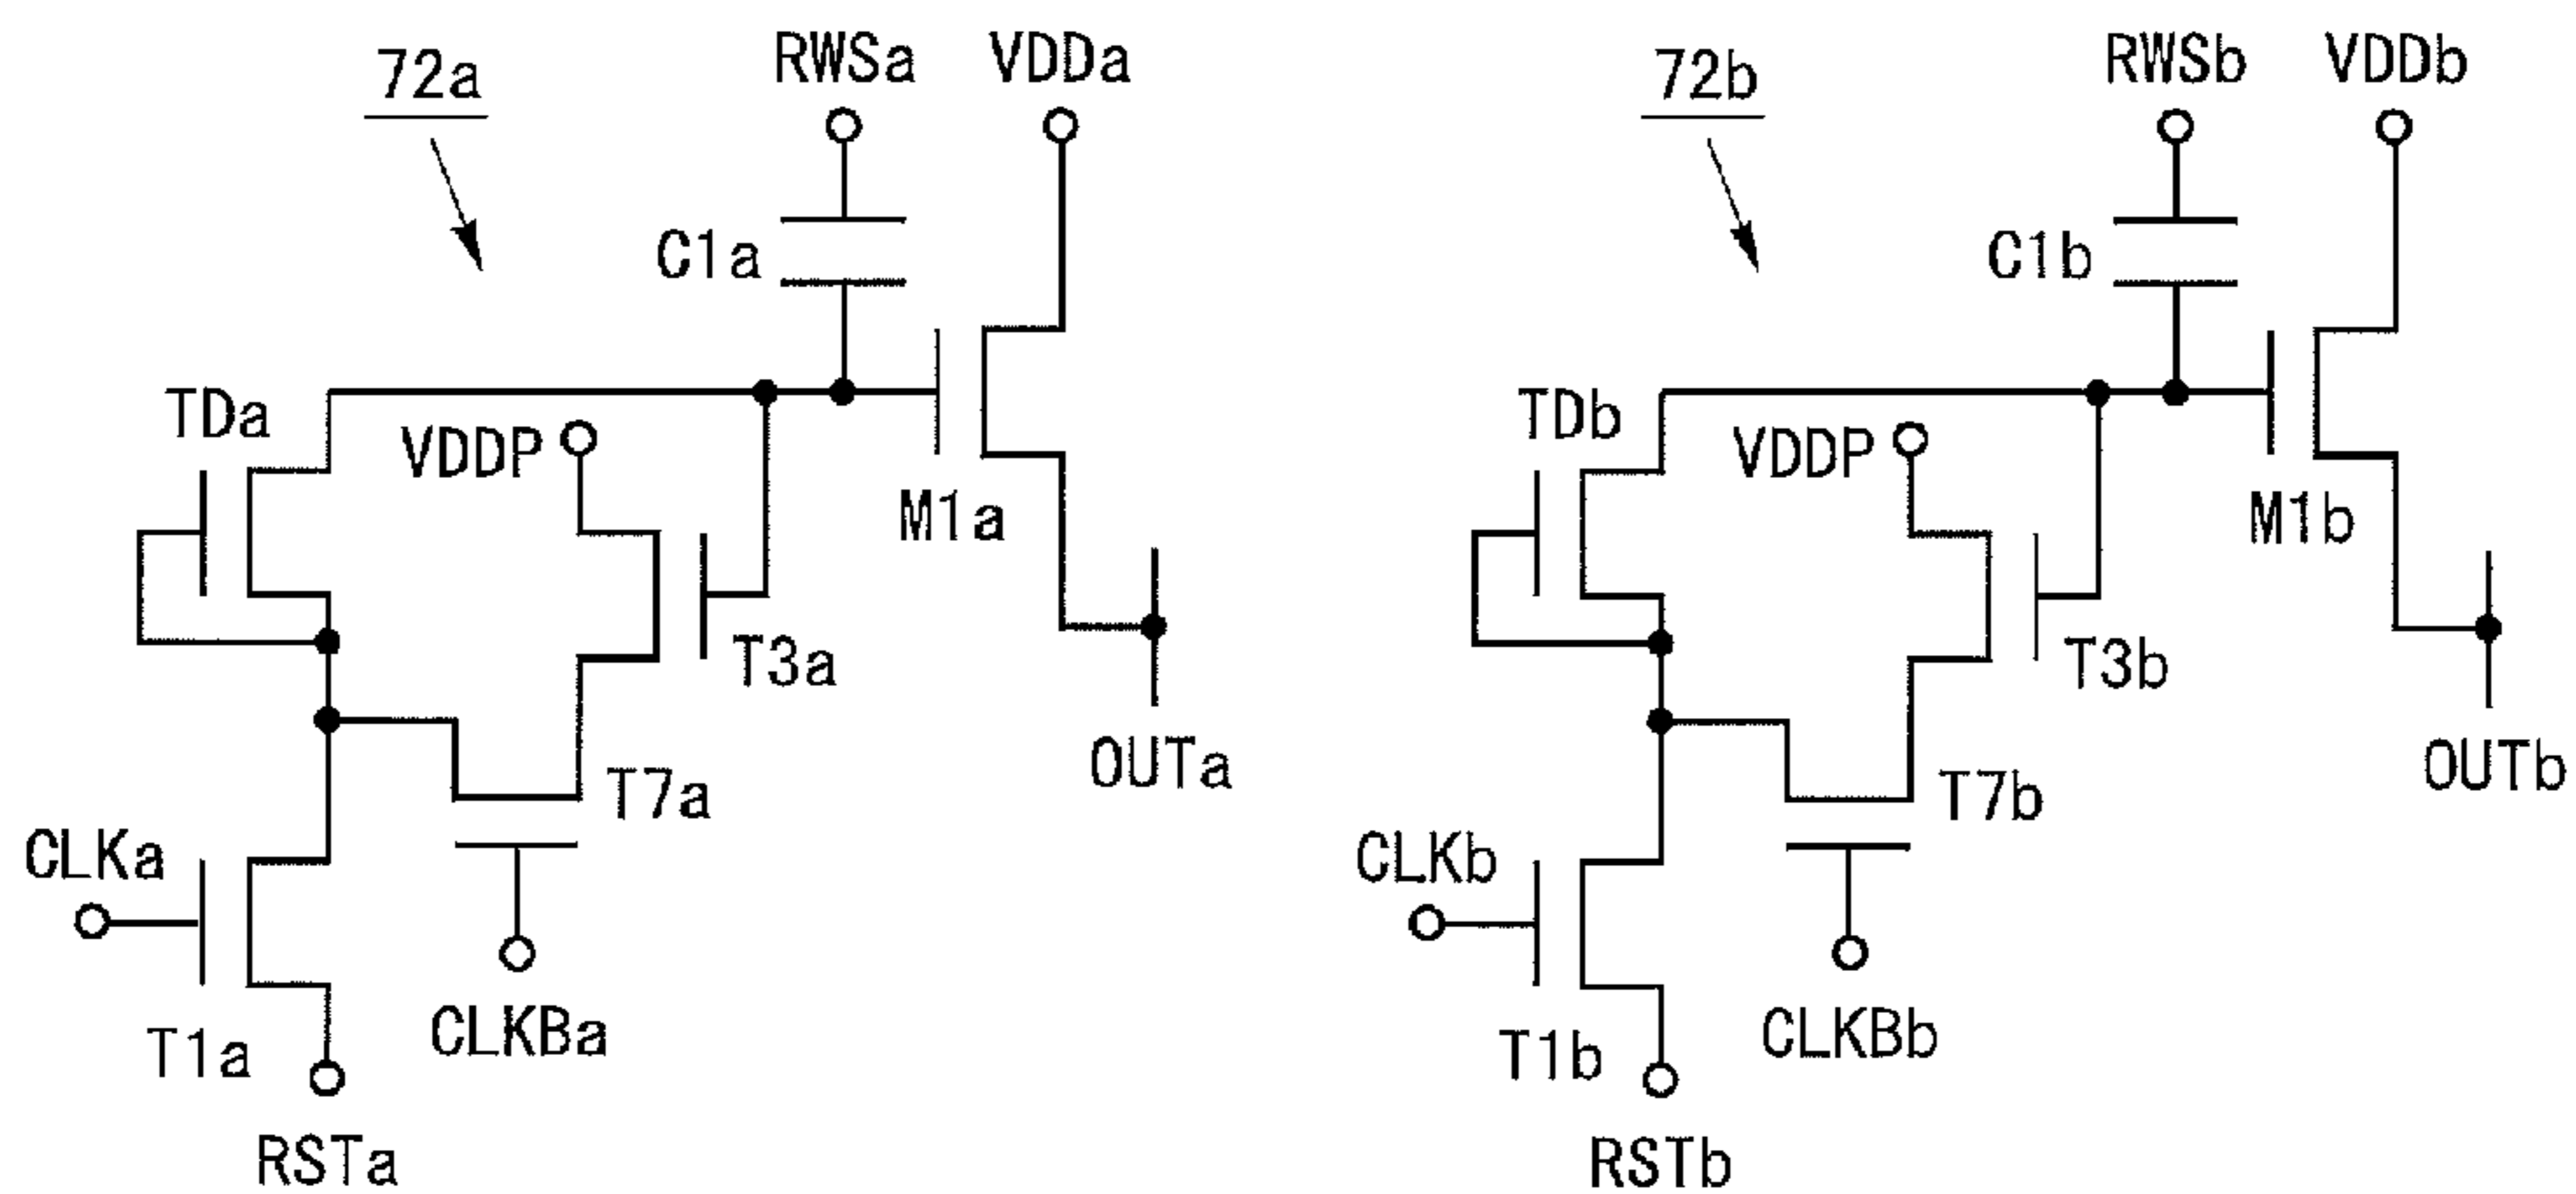 72a
RWSa
VDDa
C1a
TDa
VDDP
M1a
T3a
T7a
OUTa
CLKa
T1a
CLKBa
RSTa
72b
RWSb
VDDb
C1b
TDb
VDDP
M1b
T3b
T7b
OUTb
CLKb
T1b
CLKBb
RSTb